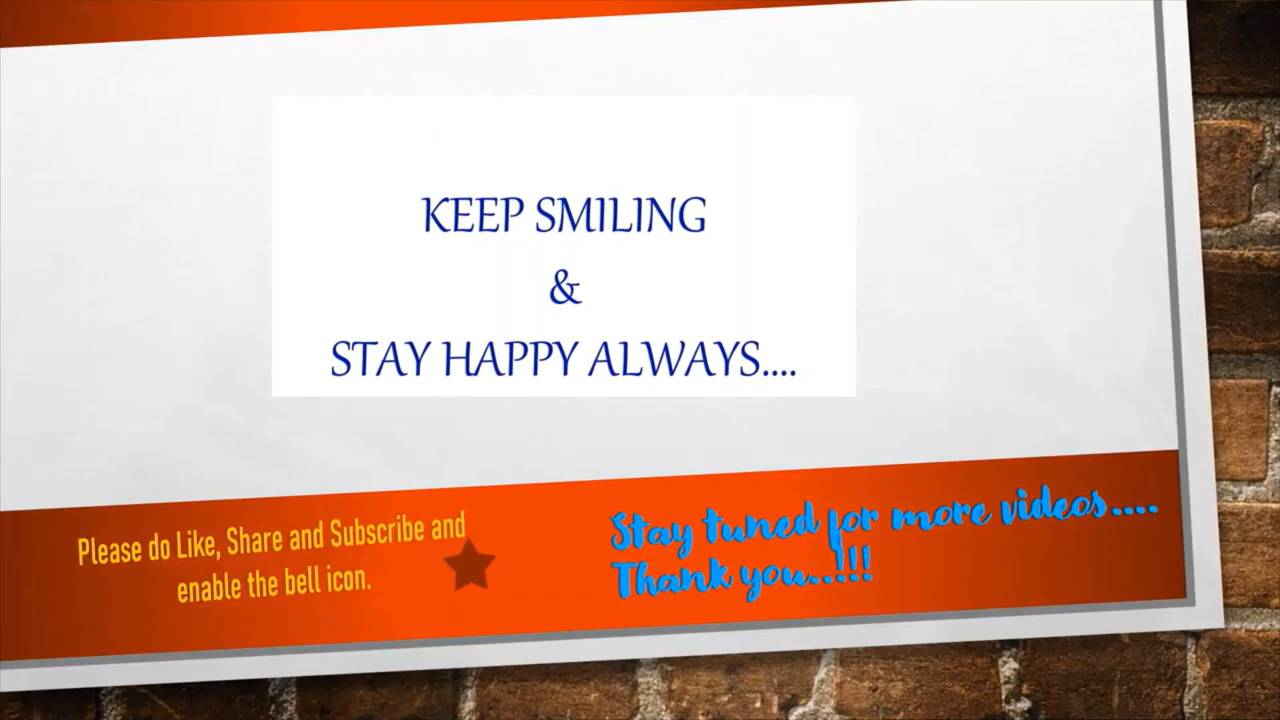 KEEP SMILING
&
STAY HAPPY ALWAYS....
Please do Like, Share and Subscribe and
enable the bell icon.
Stay tuned for more videos....
Thank you..!!!